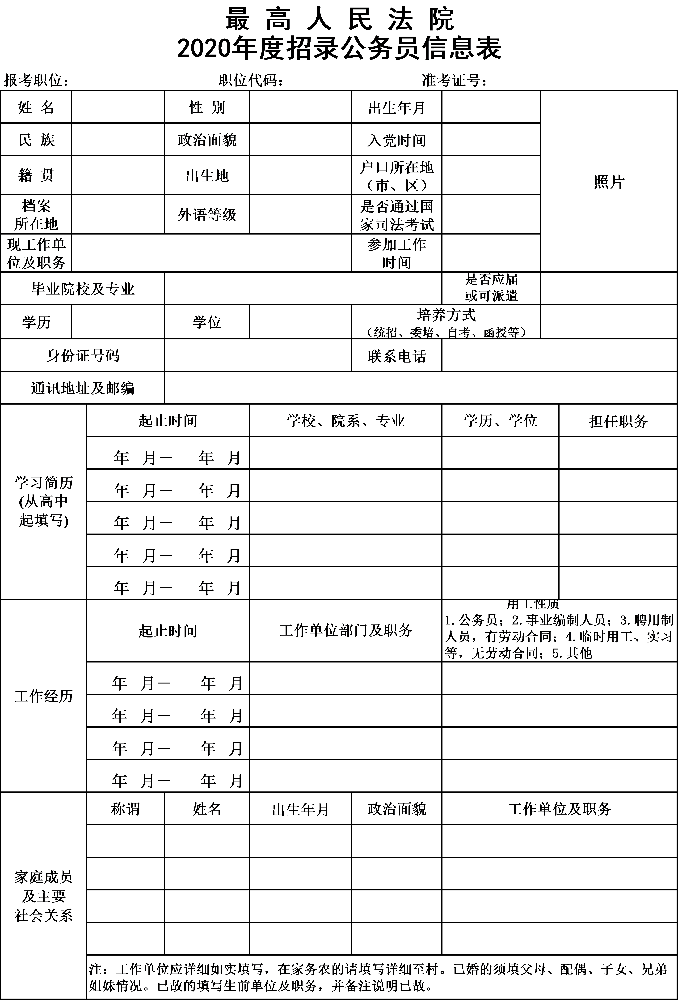 最 高 人 民 法 院
2020年度招录公务员信息表
报考职位： 职位代码： 准考证号：
姓 名 性 别 出生年月
民 族 政治面貌 入党时间
籍 贯 出生地 户口所在地
（市、区）
照片
档案
所在地
外语等级
是否通过国
家司法考试
现工作单
位及职务
参加工作
时间
毕业院校及专业
是否应届
或可派遣
学历 学位 培养方式
（统招、委培、自考、函授等）
身份证号码 联系电话
通讯地址及邮编
学习简历
(从高中
起填写)
起止时间 学校、院系、专业 学历、学位 担任职务
年 月— 年 月
年 月— 年 月
年 月— 年 月
年 月— 年 月
年 月— 年 月
工作经历
起止时间 工作单位部门及职务
用工性质
1.公务员；2.事业编制人员；3.聘用制
人员，有劳动合同；4.临时用工、实习
等，无劳动合同；5.其他
年 月— 年 月
年 月— 年 月
年 月— 年 月
年 月— 年 月
家庭成员
及主要
社会关系
称谓 姓名 出生年月 政治面貌 工作单位及职务
注：工作单位应详细如实填写，在家务农的请填写详细至村。已婚的须填父母、配偶、子女、兄弟
姐妹情况。已故的填写生前单位及职务，并备注说明已故。